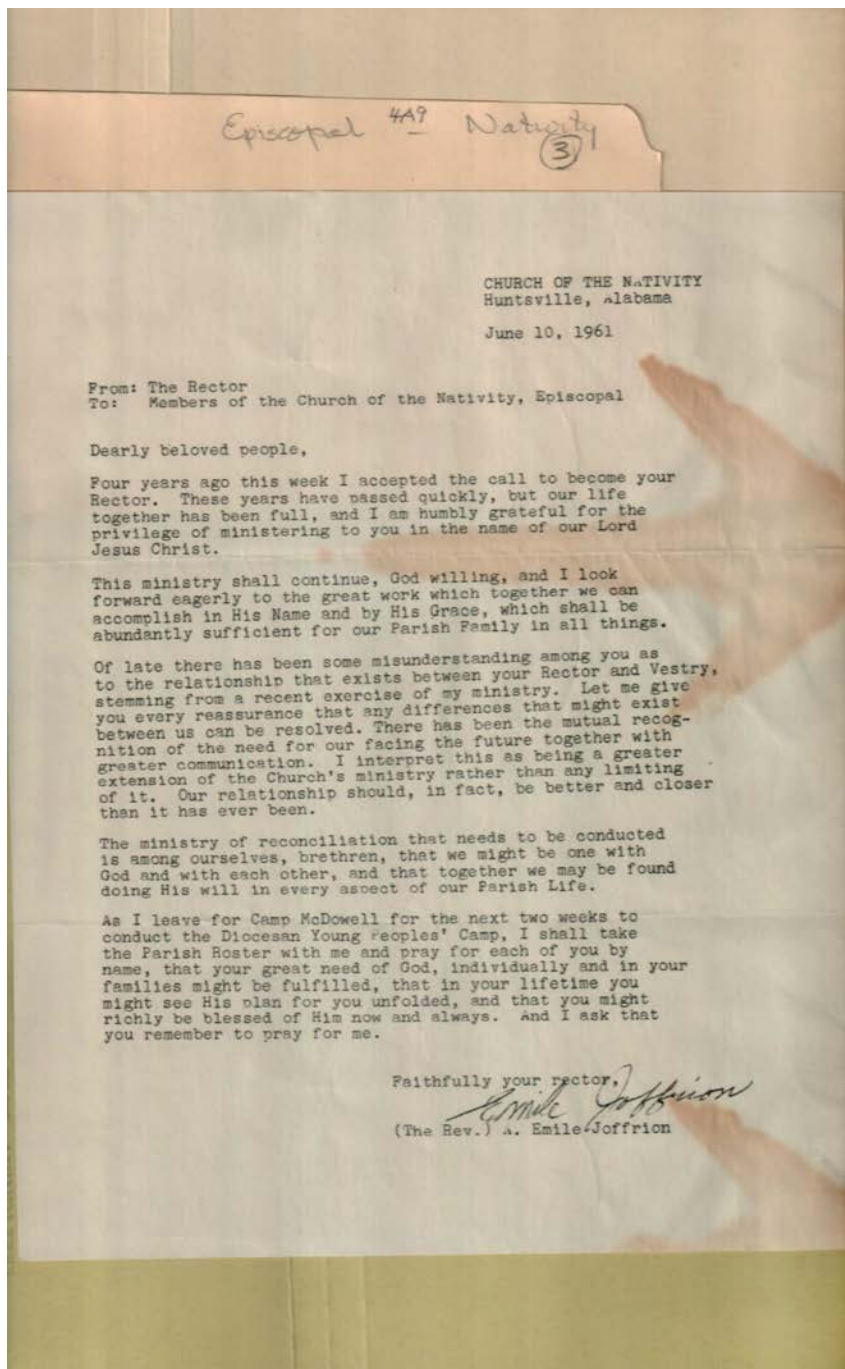 Episcopal 4A9 Nativity
3
CHURCH OF THE NATIVITY
Huntsville, Alabama
June 10, 1961
From: The Rector
To: Members of the Church of the Nativity, Episcopal
Dearly beloved people,
Four years ago this week I accepted the call to become your
Rector. These years have passed quickly, but our life
together has been full, and I am humbly grateful for the
privilege of ministering to you in the name of our Lord
Jesus Christ.
This ministry shall continue, God willing, and I look
forward eagerly to the great work which together we can
accomplish in His Name and by His Grace, which shall be
abundantly sufficient for our Parish Family in all things.
Of late there has been some misunderstanding among you as
to the relationship that exists between your Rector and Vestry,
stemming from a recent exercise of my ministry. Let me give
you every reassurance that any differences that might exist
between us can be resolved. There has been the mutual recog-
nition of the need for our facing the future together with
greater communication. I interpret this as being a greater
extension of the Church's ministry rather than any limiting
of it. Our relationship should, in fact, be better and closer
than it has ever been.
The ministry of reconciliation that needs to be conducted
is among ourselves, brethren, that we might be one with
God and with each other, and that together we may be found
doing His will in every aspect of our Parish Life.
As I leave for Camp McDowell for the next two weeks to
conduct the Diocesan Young Peoples' Camp, I shall take
the Parish Roster with me and pray for each of you by
name, that your great need of God, individually and in your
families might be fulfilled, that in your lifetime you
might see His plan for you unfolded, and that you might
richly be blessed of Him now and always. And I ask that
you remember to pray for me.
Faithfully your rector,
Emile Joffrion
(The Rev.) A. Emile Joffrion